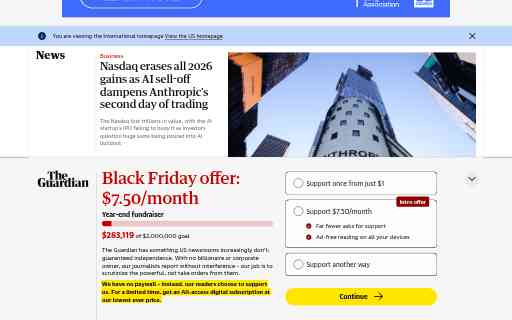 Association
You are viewing the International homepage View the US homepage
News
Business
Nasdaq erases all 2026
gains as AI sell-off
dampens Anthropic's
second day of trading
The Nasdaq lost trillions in value, with the AI
startup's IPO failing to buoy it as investors
question huge sums being poured into AI
buildout
ANTHROPIC
The
Guardian
Black Friday offer:
$7.50/month
Year-end fundraiser
$283,119 of $2,000,000 goal
The Guardian has something US newsrooms increasingly don't:
guaranteed independence. With no billionaire or corporate
owner, our journalists report without interference – our job is to
scrutinise the powerful, not take orders from them.
We have no paywall – instead, our readers choose to support
us. For a limited time, get an All-access digital subscription at
our lowest ever price.
Support once from just $1
Intro offer
Support $7.50/month
Far fewer asks for support
Ad-free reading on all your devices
Support another way
Continue